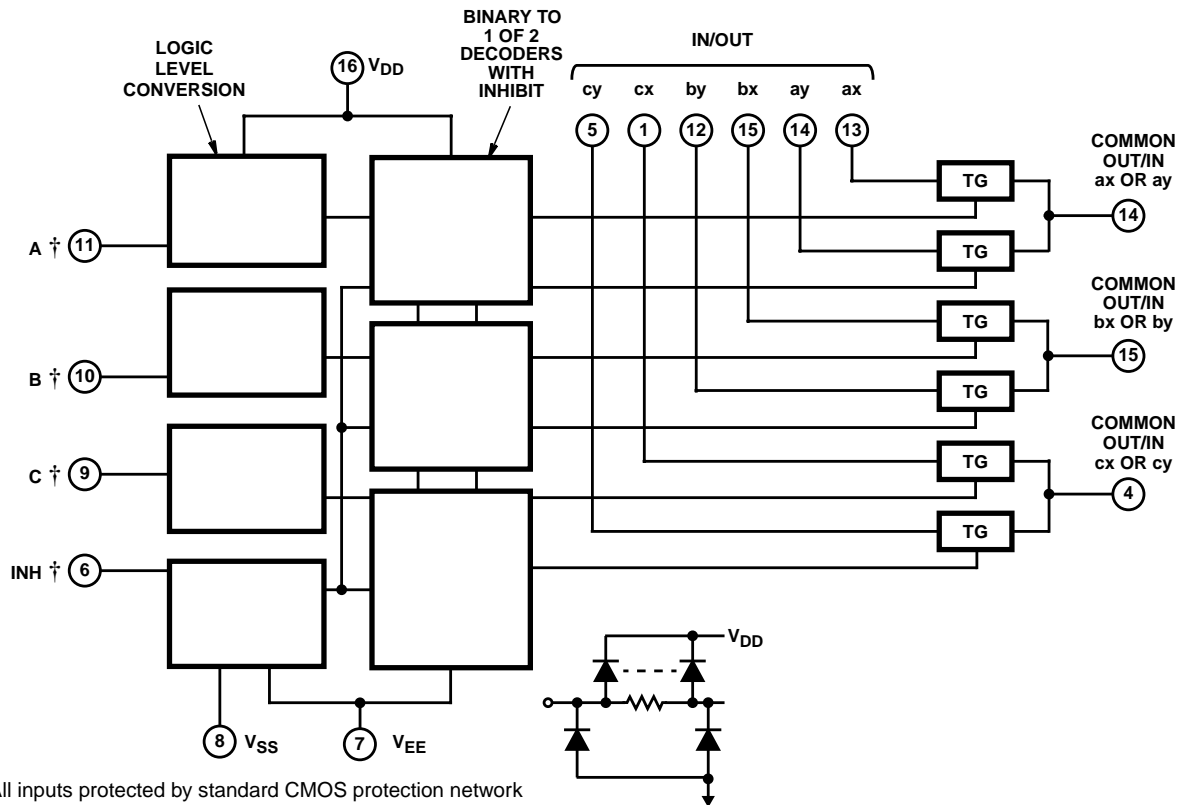 LOGIC
LEVEL
CONVERSION
16 VDD
BINARY TO
1 OF 2
DECODERS
WITH
INHIBIT
IN/OUT
cy cx by bx ay ax
5 1 12 15 14 13
COMMON
OUT/IN
ax OR ay
14
TG
TG
A † 11
COMMON
OUT/IN
bx OR by
15
TG
TG
B † 10
COMMON
OUT/IN
cx OR cy
4
TG
TG
C † 9
INH † 6
8 VSS
7 VEE
VDD
All inputs protected by standard CMOS protection network